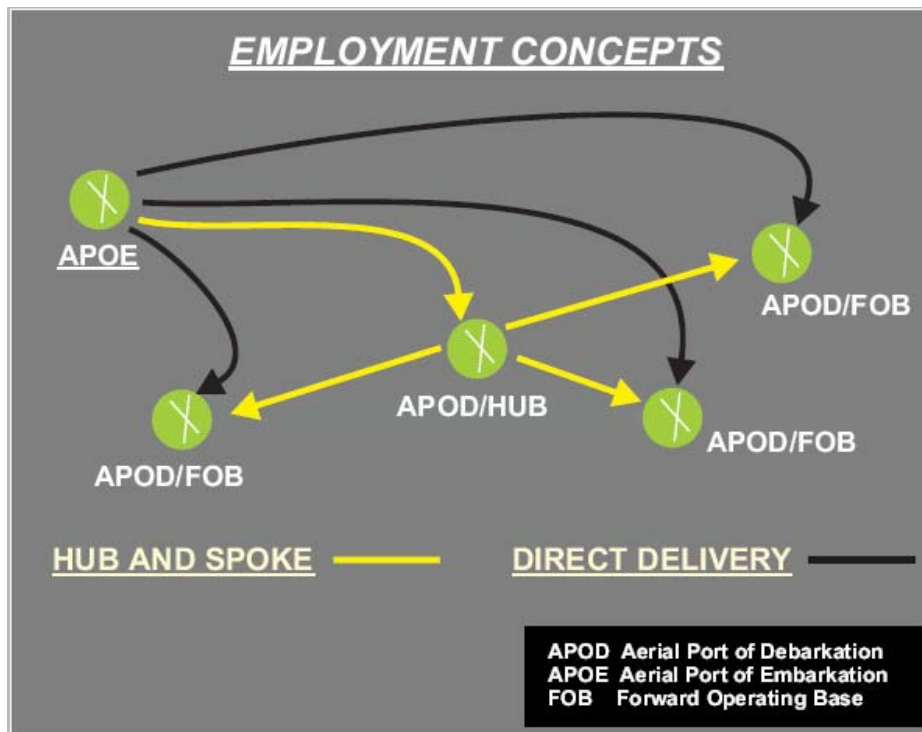 EMPLOYMENT CONCEPTS
APOE
APOD/FOB
APOD/HUB
APOD/FOB
APOD/FOB
HUB AND SPOKE
DIRECT DELIVERY
APOD Aerial Port of Debarkation
APOE Aerial Port of Embarkation
FOB Forward Operating Base